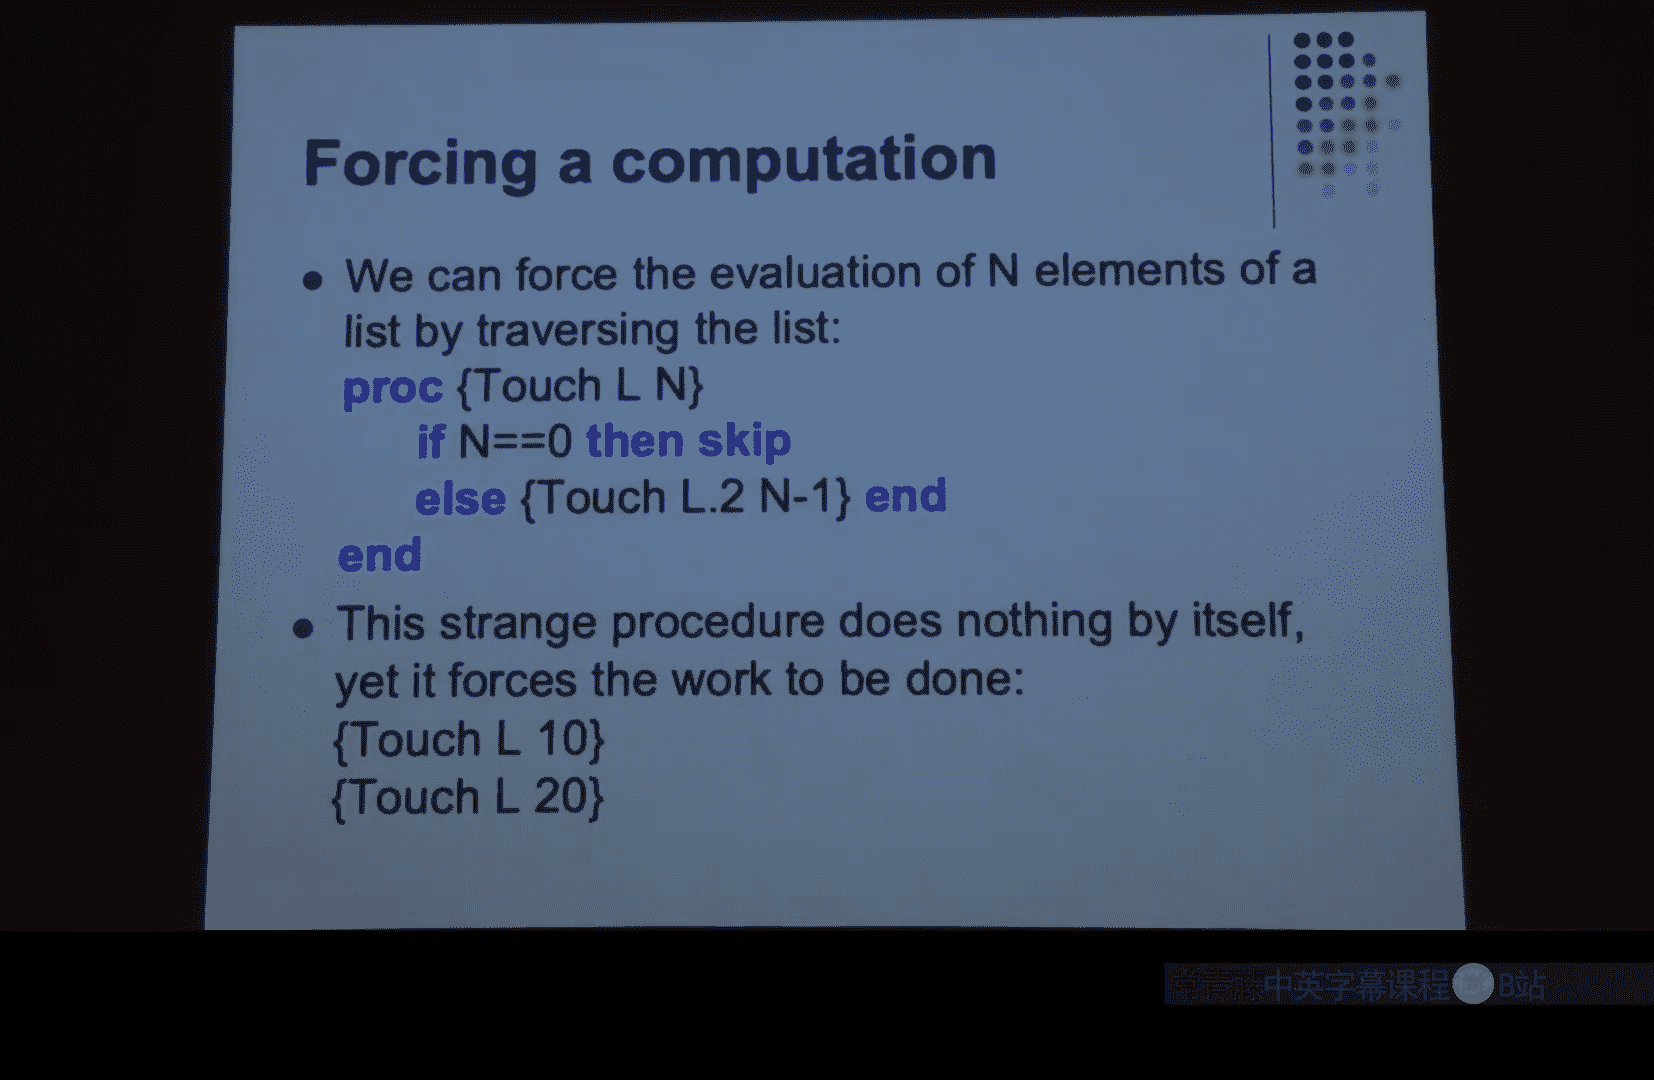 Forcing a computation
● We can force the evaluation of N elements of a
list by traversing the list:
proc {Touch L N}
if N==0 then skip
else {Touch L.2 N-1} end
end
● This strange procedure does nothing by itself,
yet it forces the work to be done:
{Touch L 10}
{Touch L 20}
中英字幕课程 B站